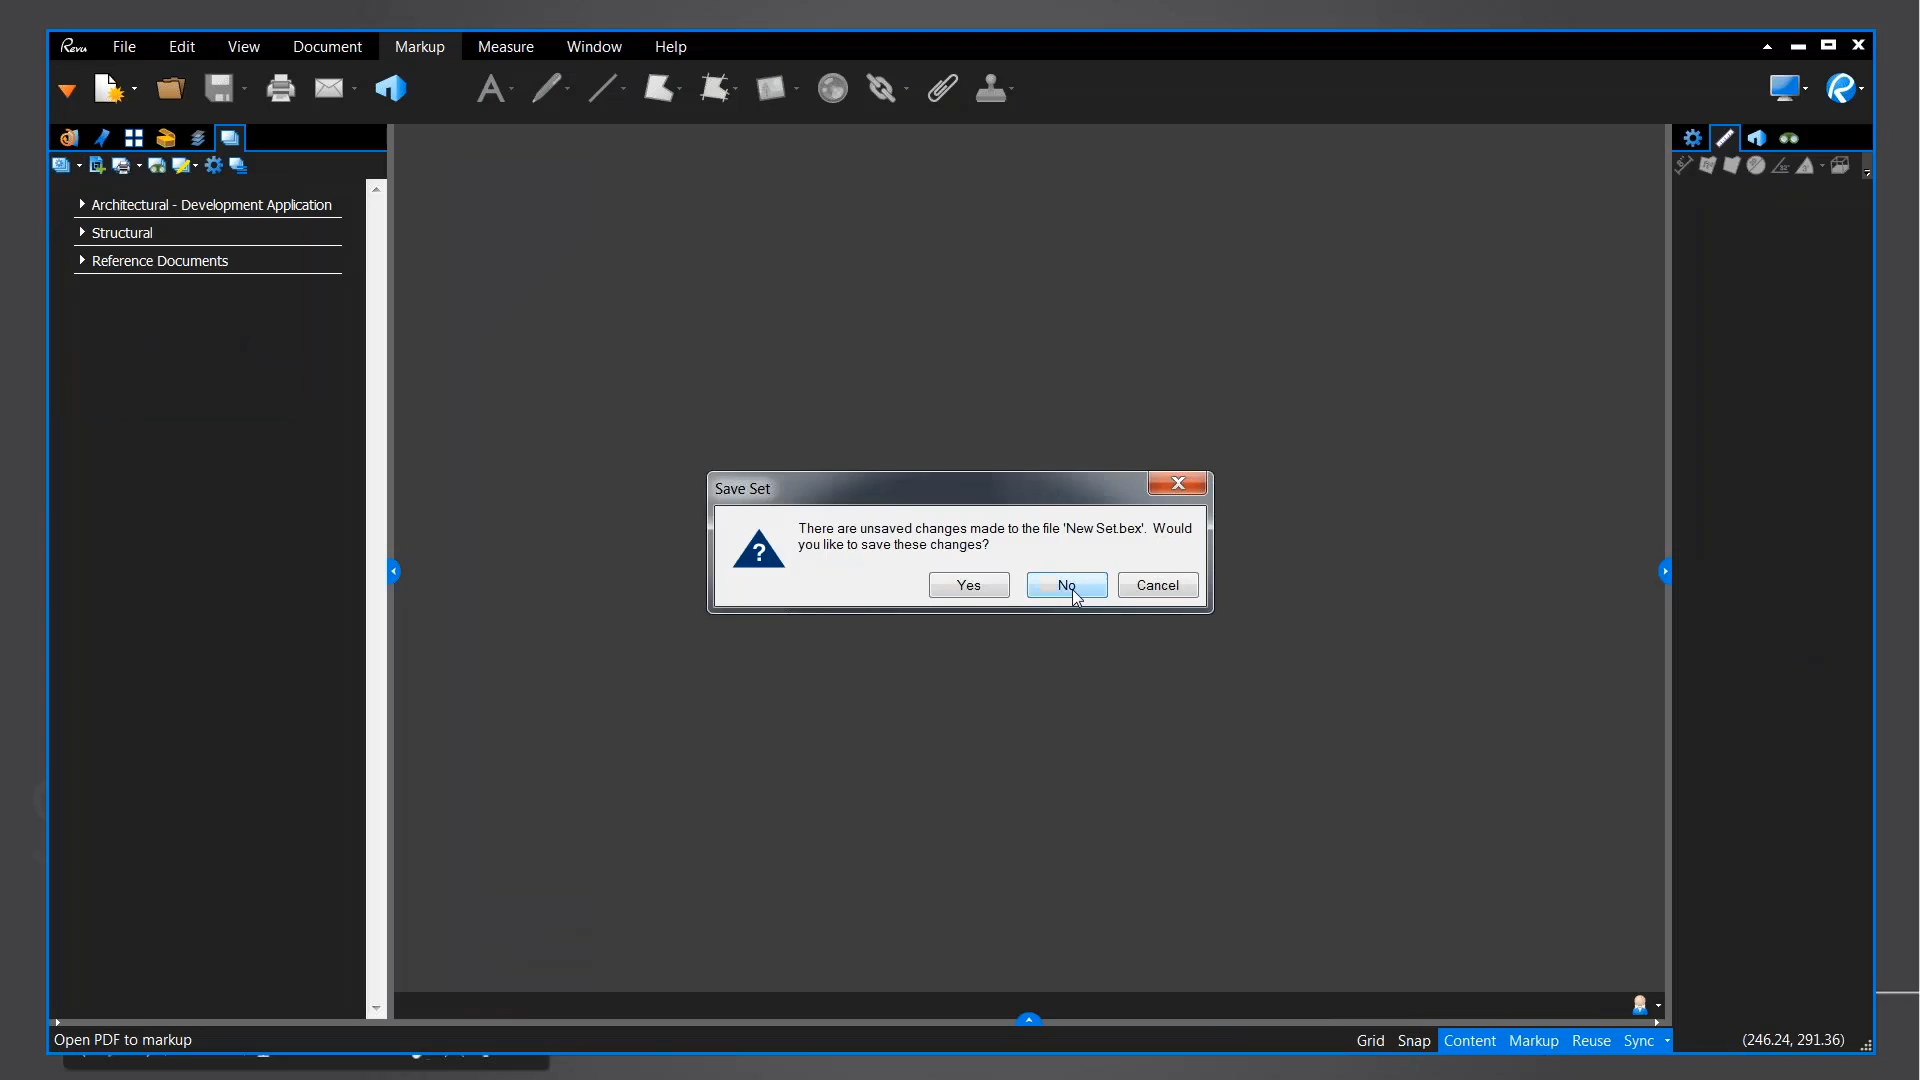 Revu File Edit View Document Markup Measure Window Help
Architectural - Development Application
Structural
Reference Documents
Save Set
There are unsaved changes made to the file 'New Set.bex'. Would
you like to save these changes?
Yes No Cancel
Open PDF to markup
Grid Snap Content Markup Reuse Sync (246.24, 291.36)